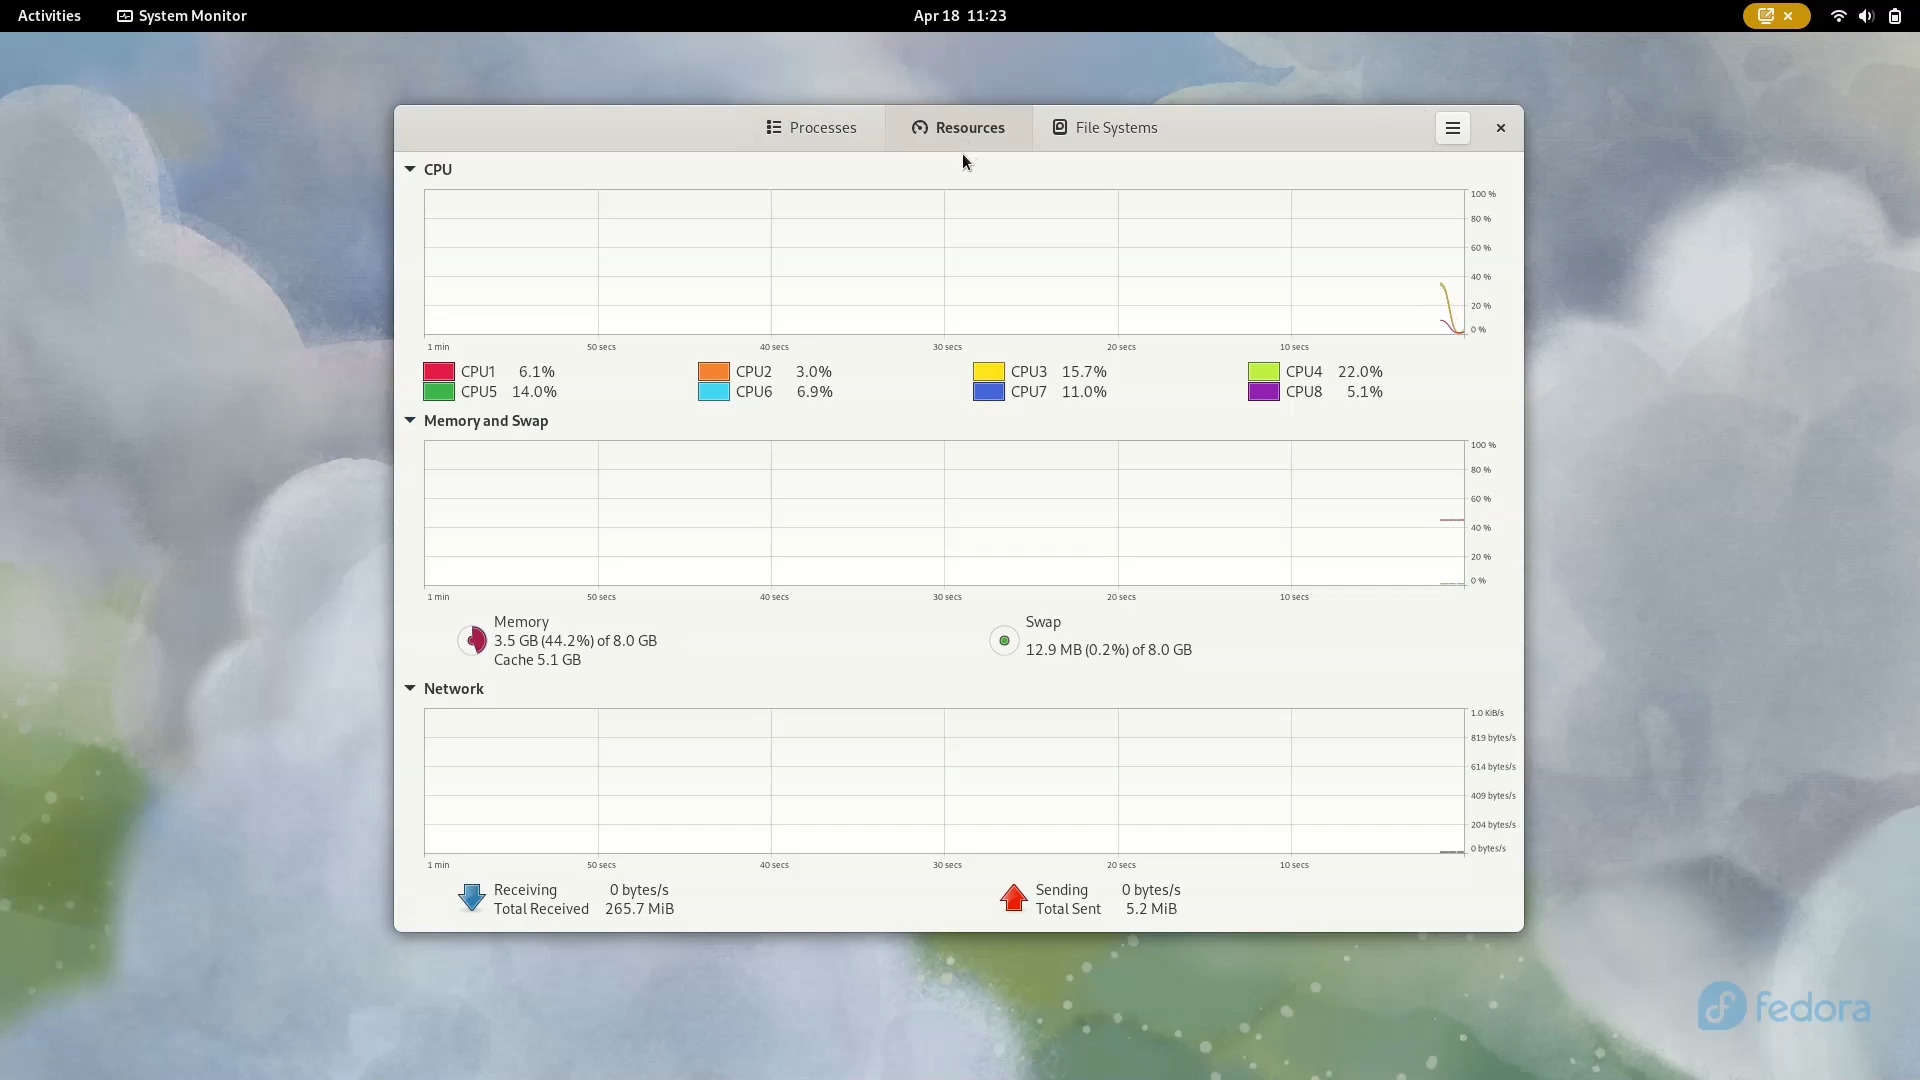 Activities System Monitor Apr 18 11:23
Processes Resources File Systems
CPU
100 %
80 %
60 %
40 %
20 %
0 %
1 min 50 secs 40 secs 30 secs 20 secs 10 secs
CPU1 6.1% CPU2 3.0% CPU3 15.7% CPU4 22.0%
CPU5 14.0% CPU6 6.9% CPU7 11.0% CPU8 5.1%
Memory and Swap
100 %
80 %
60 %
40 %
20 %
0 %
1 min 50 secs 40 secs 30 secs 20 secs 10 secs
Memory
3.5 GB (44.2%) of 8.0 GB
Cache 5.1 GB
Swap
12.9 MB (0.2%) of 8.0 GB
Network
1.0 KiB/s
819 bytes/s
614 bytes/s
409 bytes/s
204 bytes/s
0 bytes/s
1 min 50 secs 40 secs 30 secs 20 secs 10 secs
Receiving 0 bytes/s
Total Received 265.7 MiB
Sending 0 bytes/s
Total Sent 5.2 MiB
fedora